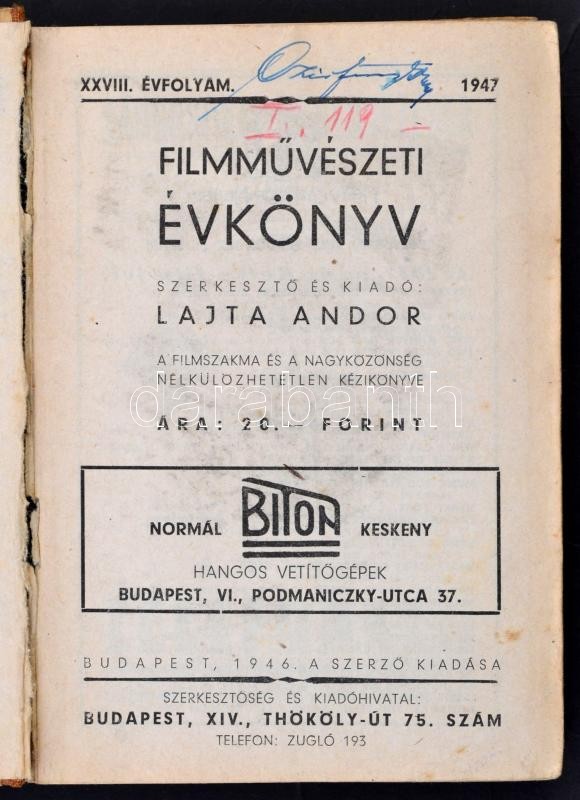 XXVIII. ÉVFOLYAM. 1947
I. 119 –
FILMMŰVÉSZETI
ÉVKÖNYV
SZERKESZTŐ ÉS KIADÓ:
LAJTA ANDOR
A FILMSZAKMA ÉS A NAGYKÖZÖNSÉG
NÉLKÜLÖZHETETLEN KÉZIKÖNYVE
darabanth
ÁRA: 20.— FORINT
BITON
NORMÁL KESKENY
HANGOS VETÍTŐGÉPEK
BUDAPEST, VI., PODMANICZKY-UTCA 37.
BUDAPEST, 1946. A SZERZŐ KIADÁSA
SZERKESZTŐSÉG ÉS KIADÓHIVATAL:
BUDAPEST, XIV., THÖKÖLY-ÚT 75. SZÁM
TELEFON: ZUGLÓ 193